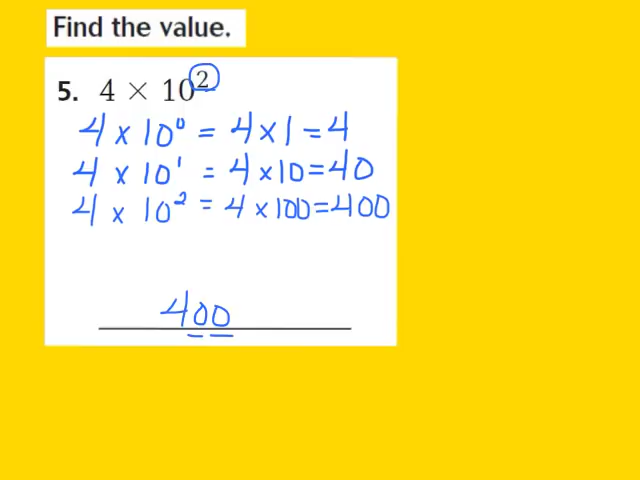 Find the value.
5. 4 × 10²
4 × 10⁰ = 4 × 1 = 4
4 × 10¹ = 4 × 10 = 40
4 × 10² = 4 × 100 = 400
400